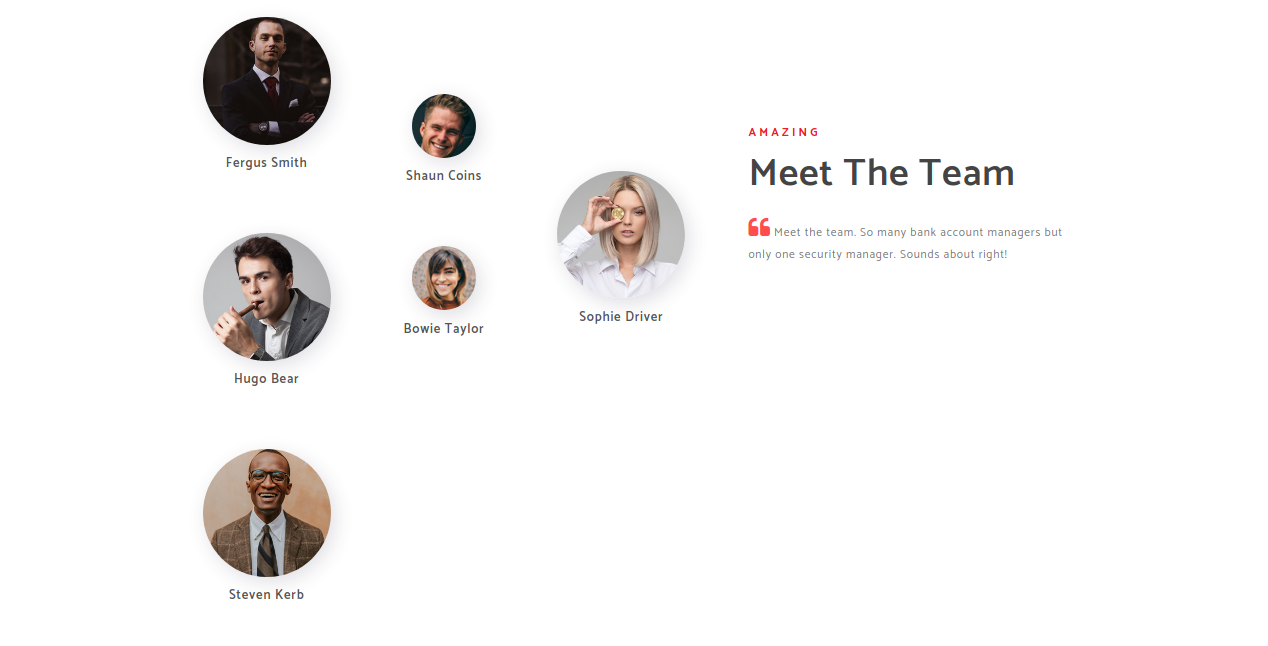 Fergus Smith
Shaun Coins
Hugo Bear
Bowie Taylor
Steven Kerb
Sophie Driver
AMAZING
Meet The Team
Meet the team. So many bank account managers but
only one security manager. Sounds about right!